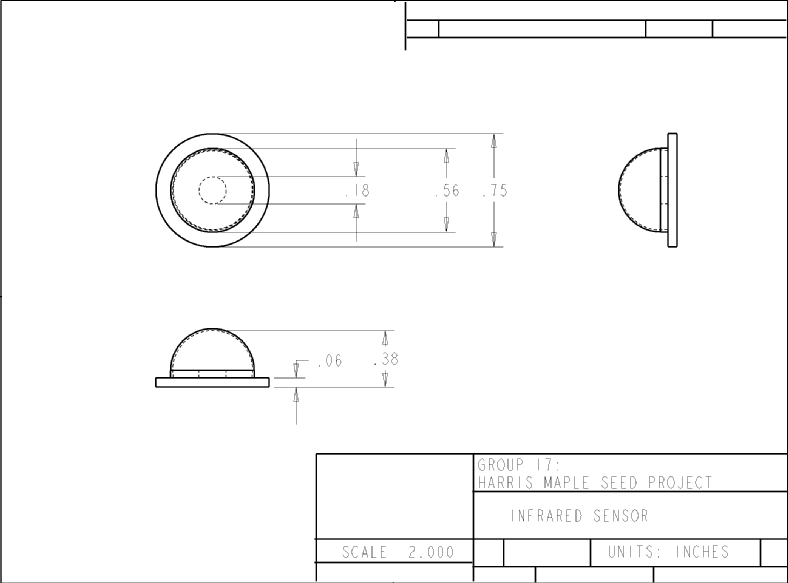 .18
.56
.75
.06
.38
GROUP 17:
HARRIS MAPLE SEED PROJECT
INFRARED SENSOR
SCALE 2.000
UNITS: INCHES